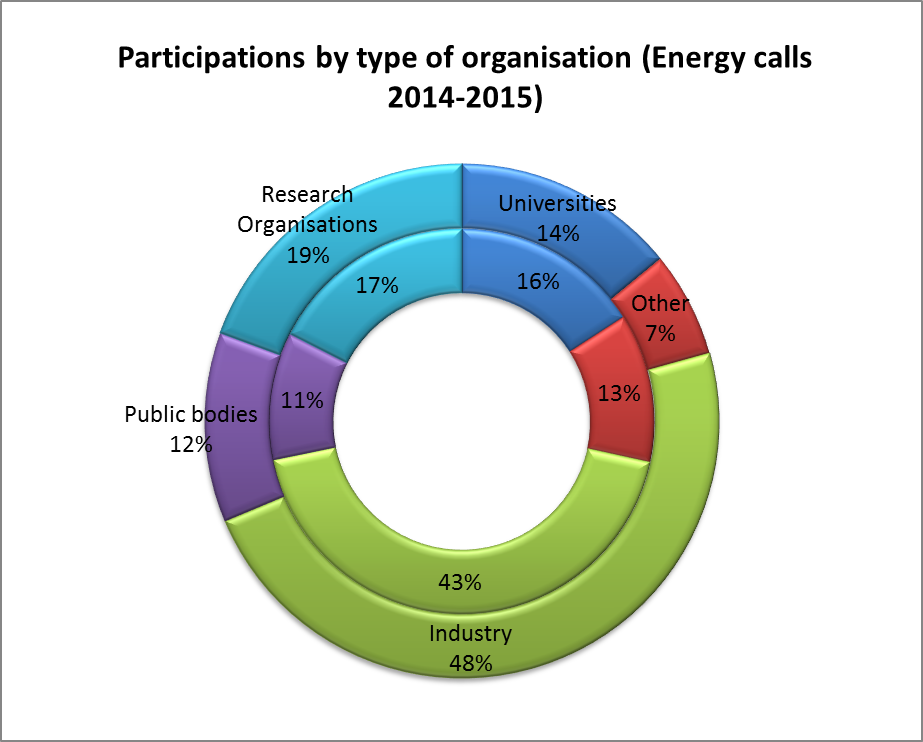 Participations by type of organisation (Energy calls
2014-2015)
Research
Organisations
19%
Universities
14%
17%
16%
Other
7%
13%
11%
Public bodies
12%
43%
Industry
48%